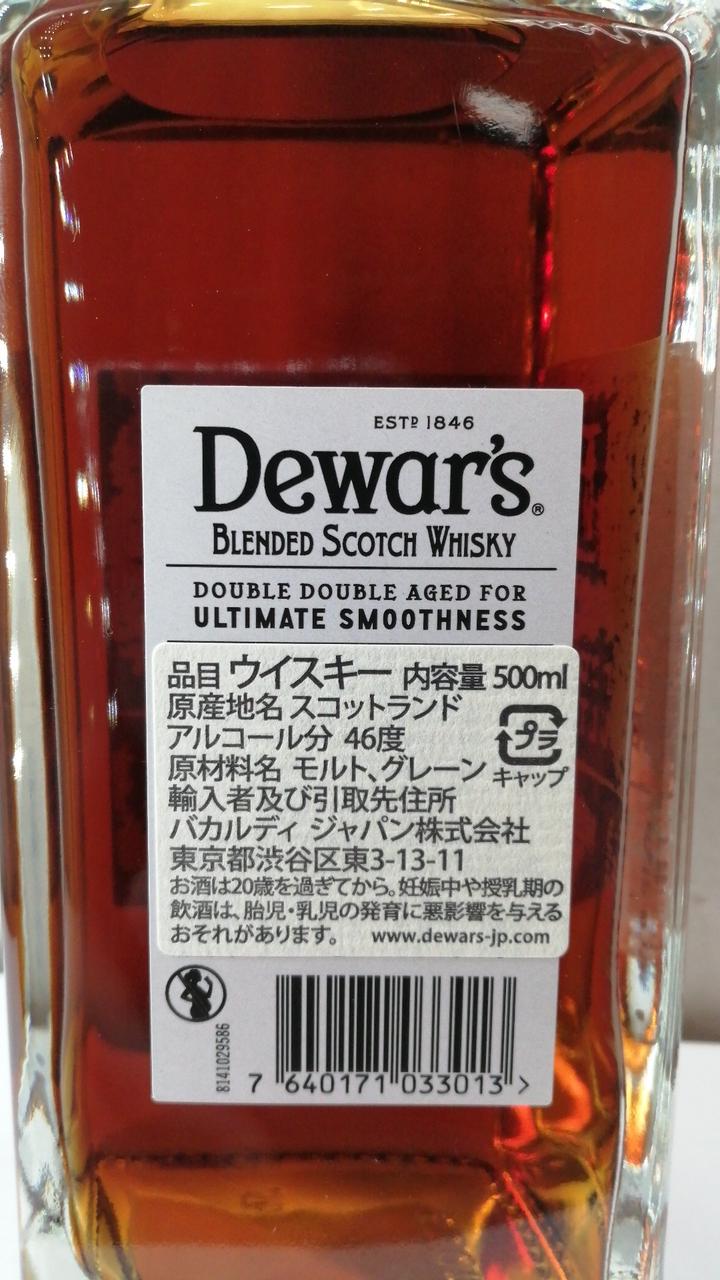 ESTD 1846
Dewar's®
BLENDED SCOTCH WHISKY
DOUBLE DOUBLE AGED FOR
ULTIMATE SMOOTHNESS
品目 ウイスキー 内容量 500ml
原産地名 スコットランド
アルコール分 46度
プラ
原材料名 モルト、グレーン キャップ
輸入者及び引取先住所
バカルディ ジャパン株式会社
東京都渋谷区東3-13-11
お酒は20歳を過ぎてから。妊娠中や授乳期の
飲酒は、胎児・乳児の発育に悪影響を与える
おそれがあります。 www.dewars-jp.com
8141029586
7 640171 033013 >